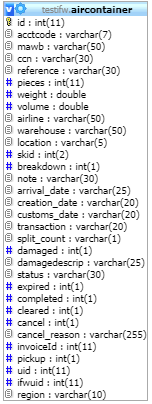 testifw.aircontainer
id : int(11)
acctcode : varchar(7)
mawb : varchar(50)
ccn : varchar(30)
reference : varchar(30)
pieces : int(11)
weight : double
volume : double
airline : varchar(50)
warehouse : varchar(50)
location : varchar(5)
skid : int(2)
breakdown : int(1)
note : varchar(30)
arrival_date : varchar(25)
creation_date : varchar(20)
customs_date : varchar(20)
transaction : varchar(20)
split_count : varchar(1)
damaged : int(1)
damagedescrip : varchar(25)
status : varchar(30)
expired : int(1)
completed : int(1)
cleared : int(1)
cancel : int(1)
cancel_reason : varchar(255)
invoiceId : int(11)
pickup : int(1)
uid : int(11)
ifwuid : int(11)
region : varchar(10)